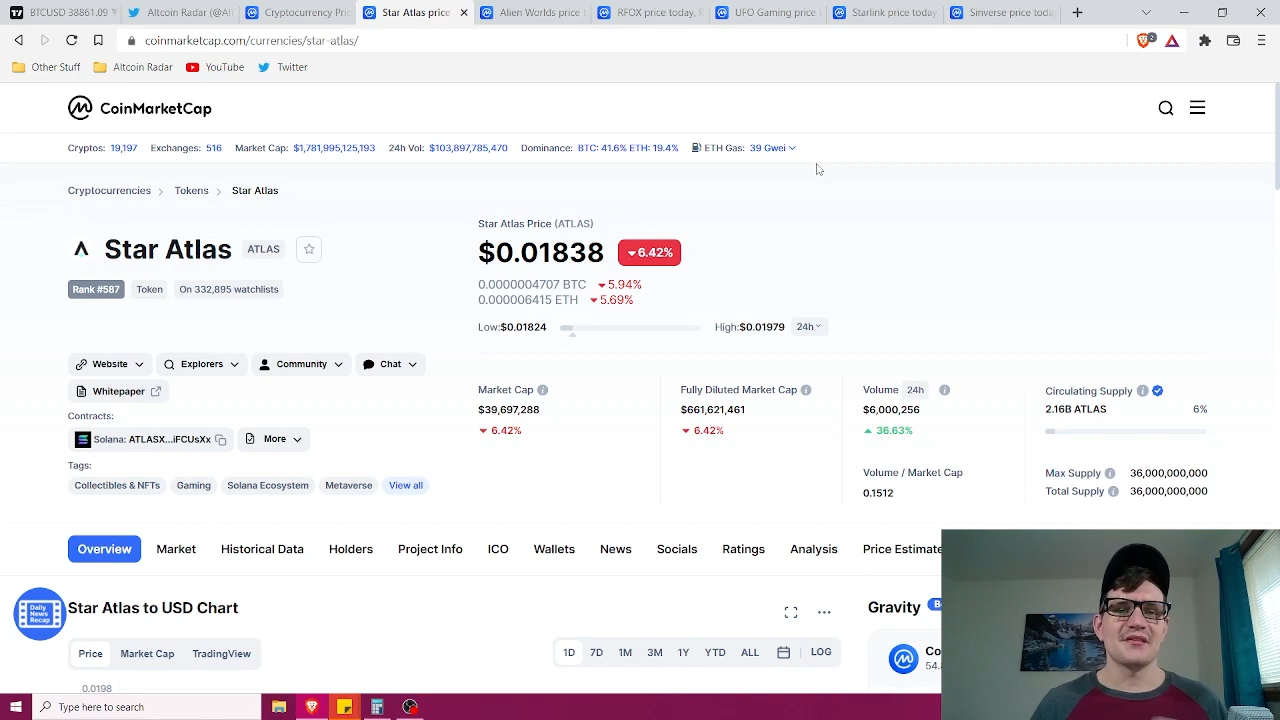 BTCUSD 38861.09
Altcoin Radar (@Al
Cryptocurrency Pric
Star Atlas price
Alien Worlds price
RFOX price today, R
UFO Gaming price t
Starlink price today,
Sinverse price toda
coinmarketcap.com/currencies/star-atlas/
2
Other Stuff
Altcoin Radar
YouTube
Twitter
CoinMarketCap
Cryptos: 19,197 Exchanges: 516 Market Cap: $1,781,995,125,193 24h Vol: $103,897,785,470 Dominance: BTC: 41.6% ETH: 19.4% ETH Gas: 39 Gwei
Cryptocurrencies > Tokens > Star Atlas
Star Atlas ATLAS
Rank #587 Token On 332,895 watchlists
Star Atlas Price (ATLAS)
$0.01838 6.42%
0.0000004707 BTC 5.94%
0.000006415 ETH 5.69%
Low:$0.01824 High:$0.01979 24h
Website Explorers Community Chat
Whitepaper
Contracts:
Solana: ATLASX...iFCUsXx More
Tags:
Collectibles & NFTs Gaming Solana Ecosystem Metaverse View all
Market Cap
$39,697,288
6.42%
Fully Diluted Market Cap
$661,621,461
6.42%
Volume 24h
$6,000,256
36.63%
Volume / Market Cap
0.1512
Circulating Supply
2.16B ATLAS 6%
Max Supply 36,000,000,000
Total Supply 36,000,000,000
Overview Market Historical Data Holders Project Info ICO Wallets News Socials Ratings Analysis Price Estimate
Daily
News
Recap
Star Atlas to USD Chart
Price Market Cap TradingView
1D 7D 1M 3M 1Y YTD ALL LOG
0.0198
Gravity
Co
54.8
Type here to search